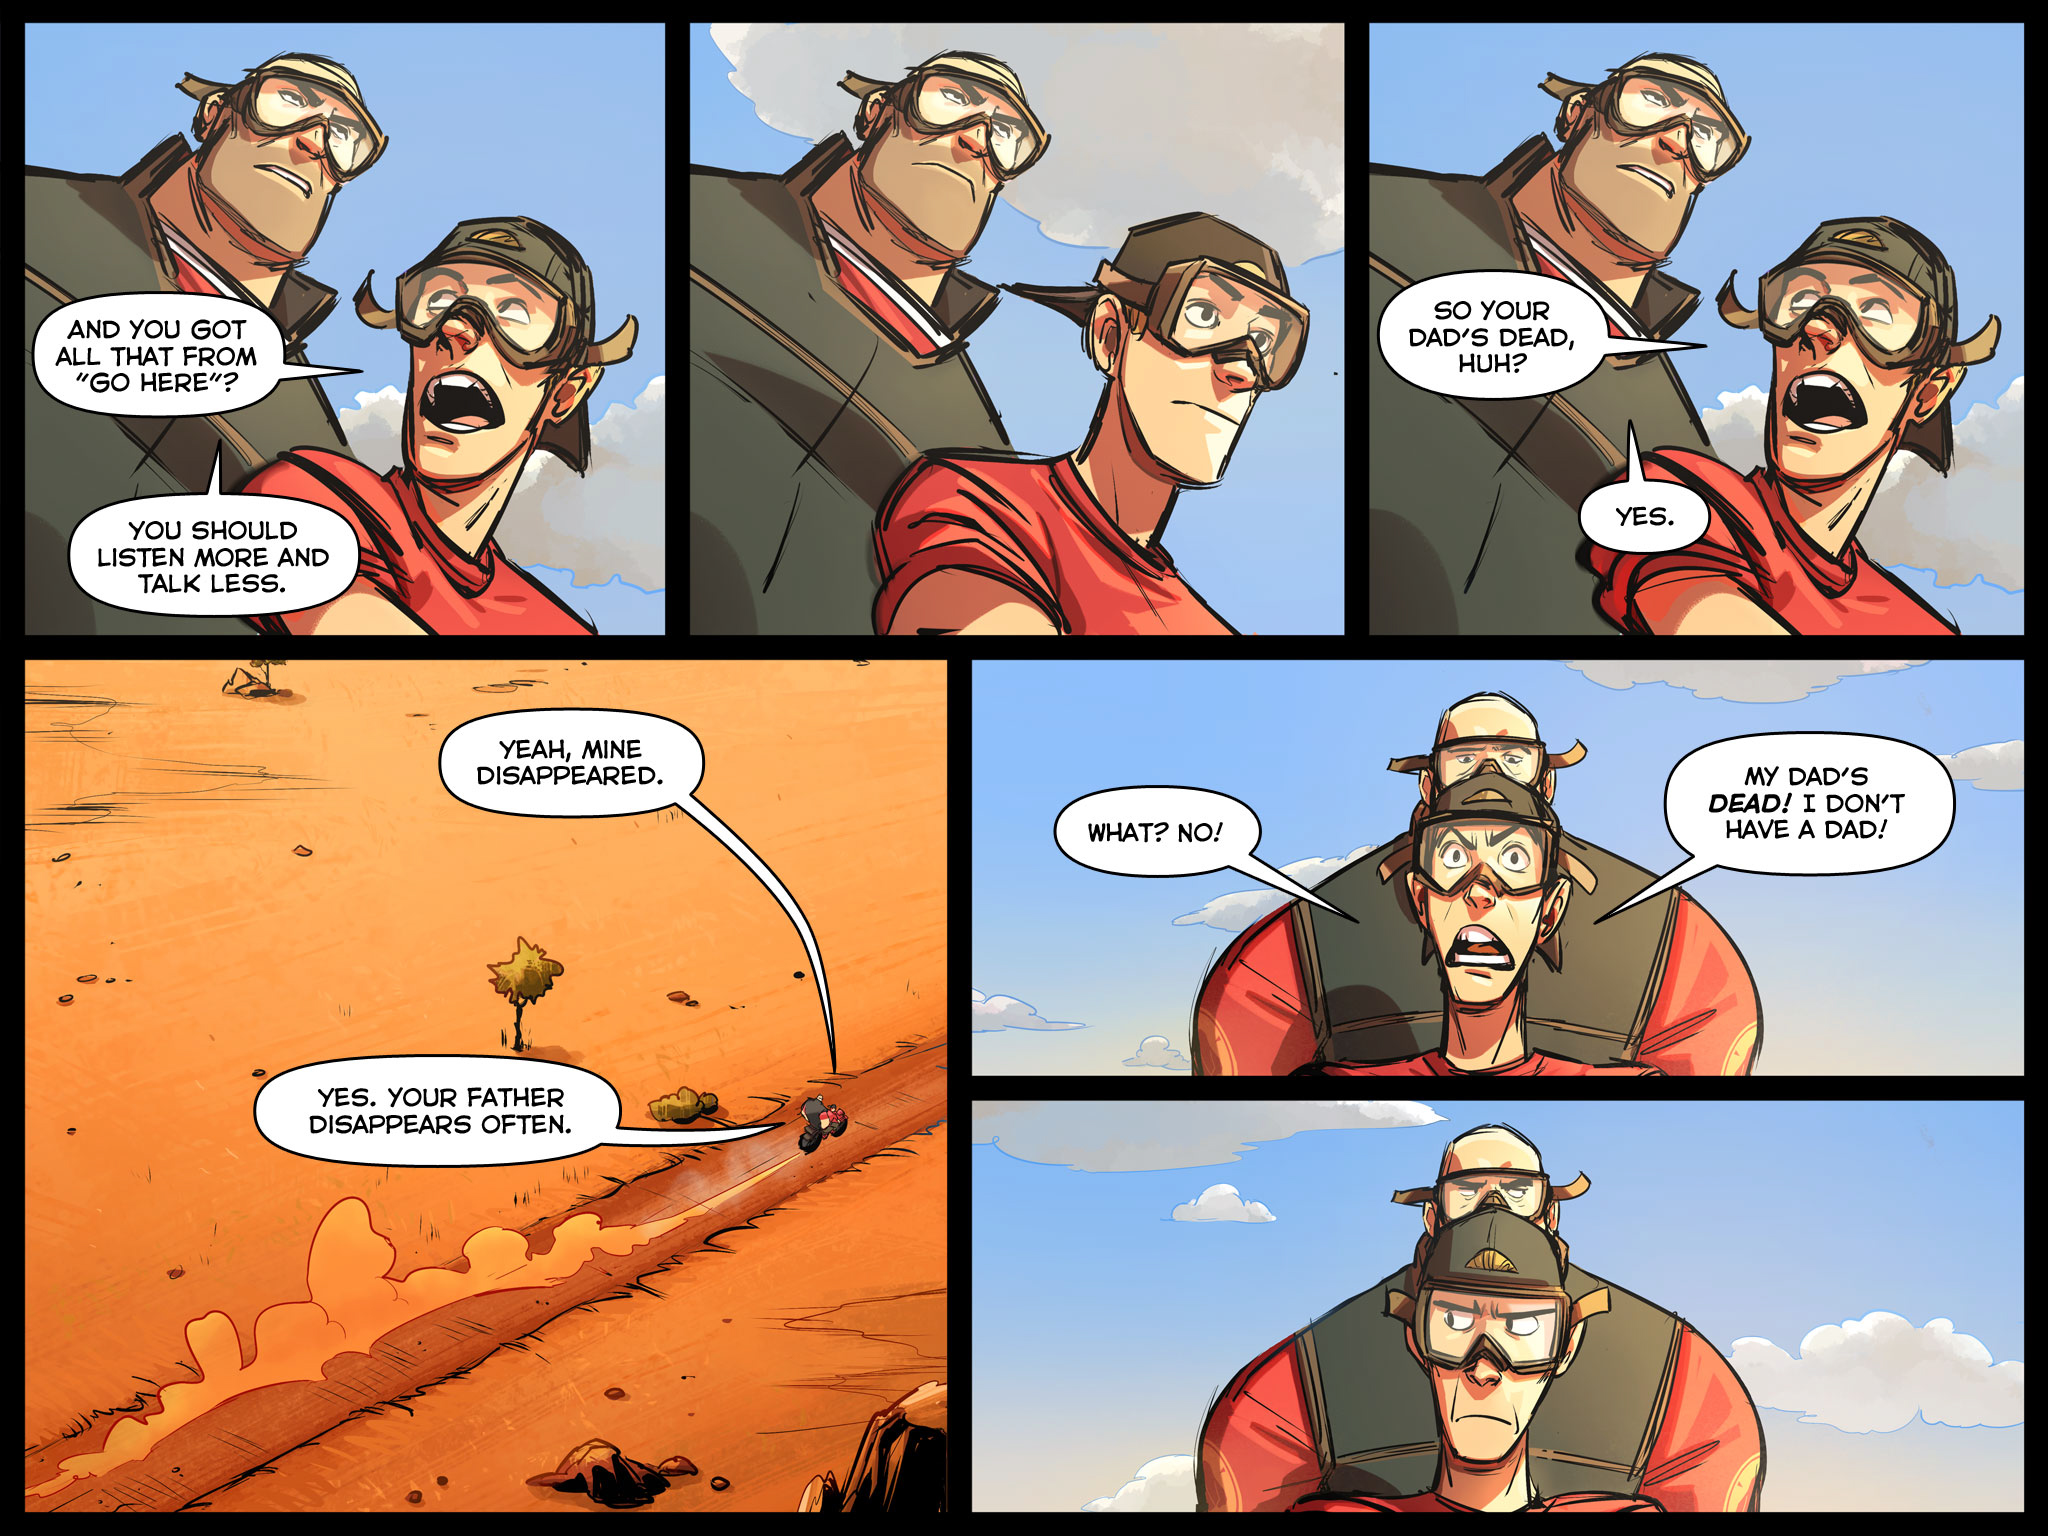 AND YOU GOT
ALL THAT FROM
"GO HERE"?
YOU SHOULD
LISTEN MORE AND
TALK LESS.
SO YOUR
DAD'S DEAD,
HUH?
YES.
YEAH, MINE
DISAPPEARED.
YES. YOUR FATHER
DISAPPEARS OFTEN.
WHAT? NO!
MY DAD'S
DEAD! I DON'T
HAVE A DAD!